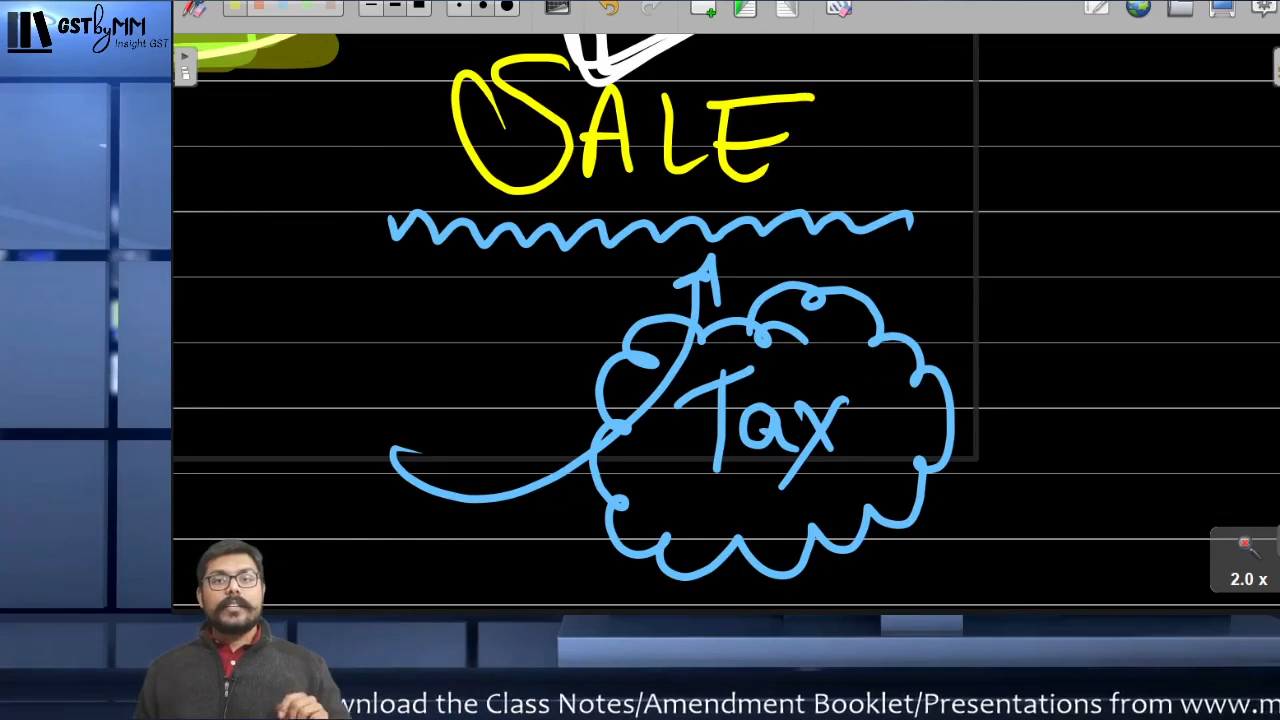 GSTbyMM
Insight GST
SALE
Tax
2.0 x
wnload the Class Notes/Amendment Booklet/Presentations from www.m